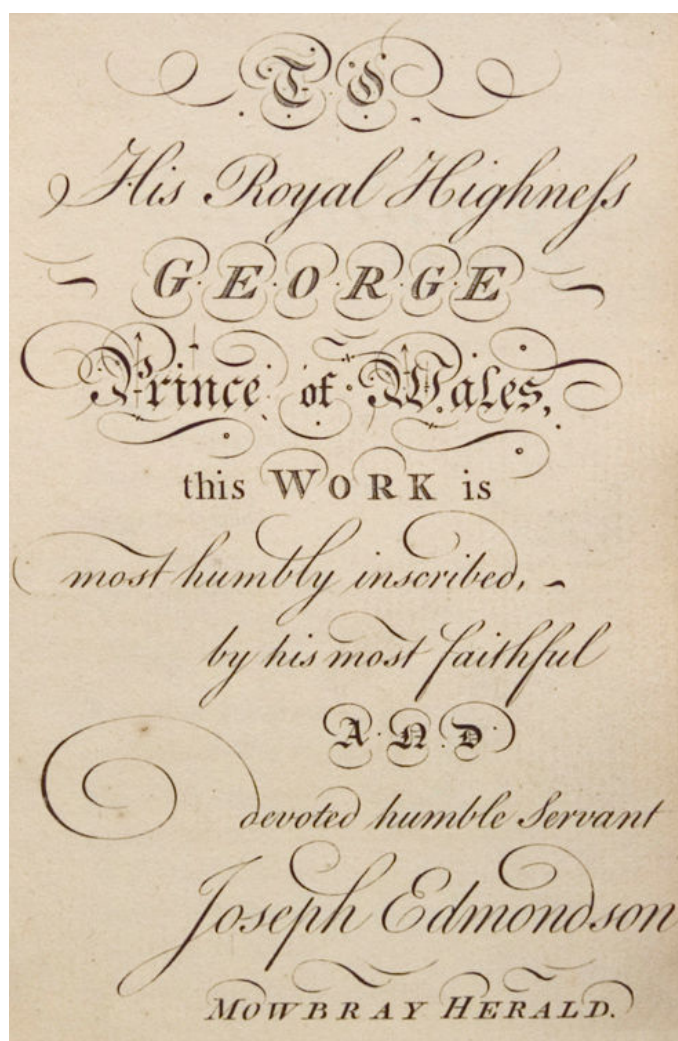 TO
His Royal Highneſs
GEORGE
Prince of Wales,
this WORK is
most humbly inscribed,
by his most faithful
AND
devoted humble Servant
Joseph Edmondson
MOWBRAY HERALD.